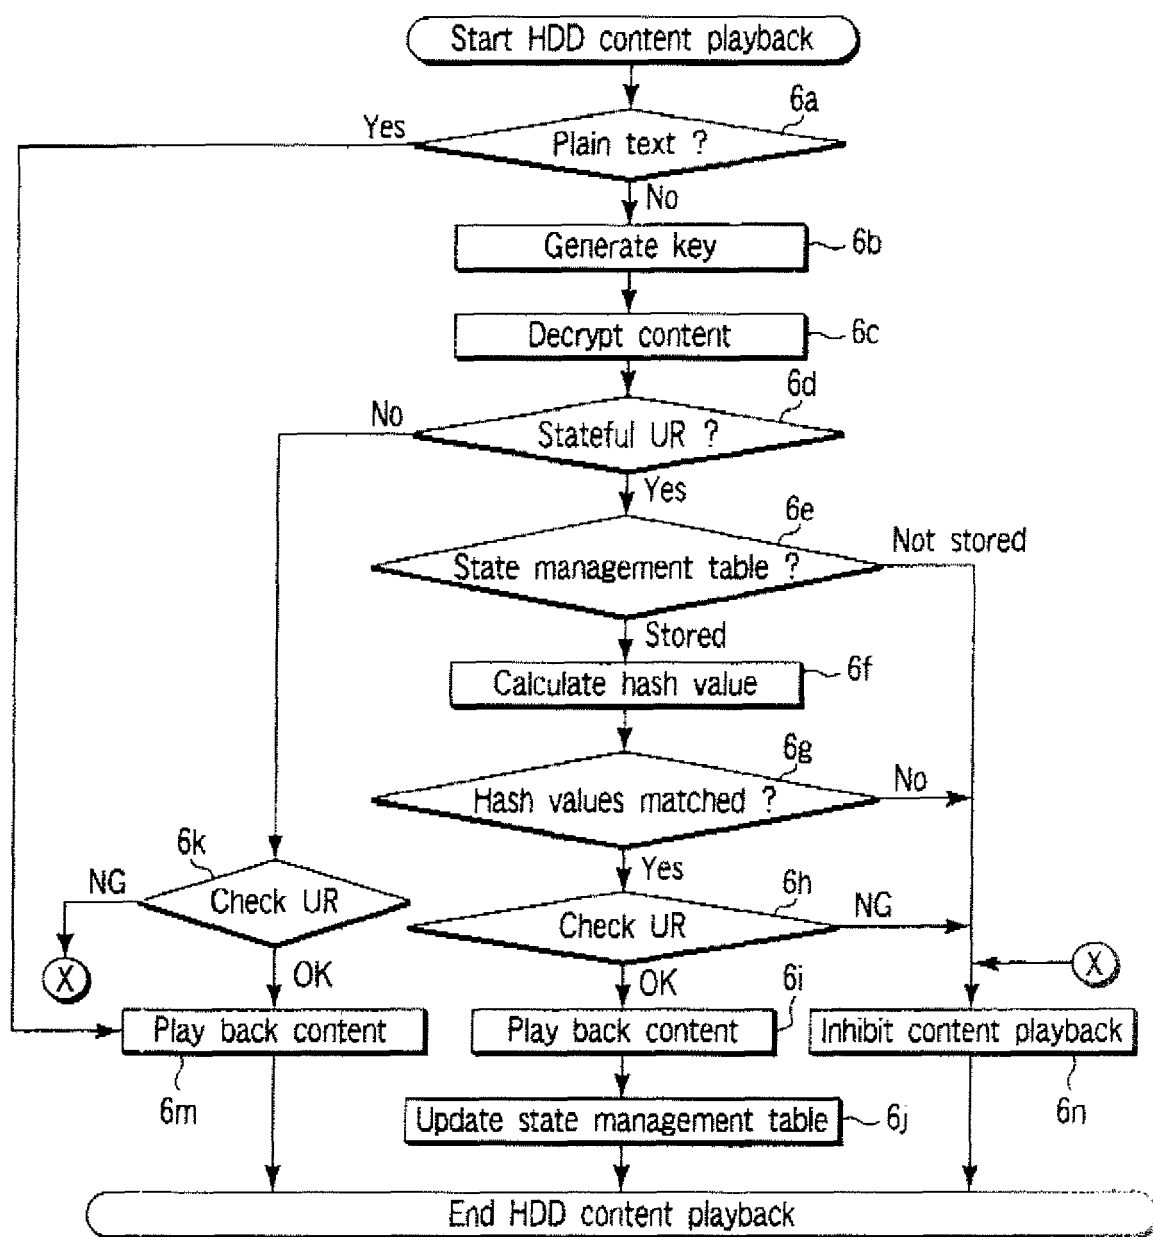 Start HDD content playback
6a
Yes
Plain text ?
No
Generate key
6b
Decrypt content
6c
6d
No
Stateful UR ?
Yes
6e
Not stored
State management table ?
Stored
Calculate hash value
6f
6g
Hash values matched ?
No
6k
Yes
NG
Check UR
6h
NG
Check UR
X
OK
OK
6i
X
Play back content
Play back content
Inhibit content playback
6m
Update state management table
6j
6n
End HDD content playback